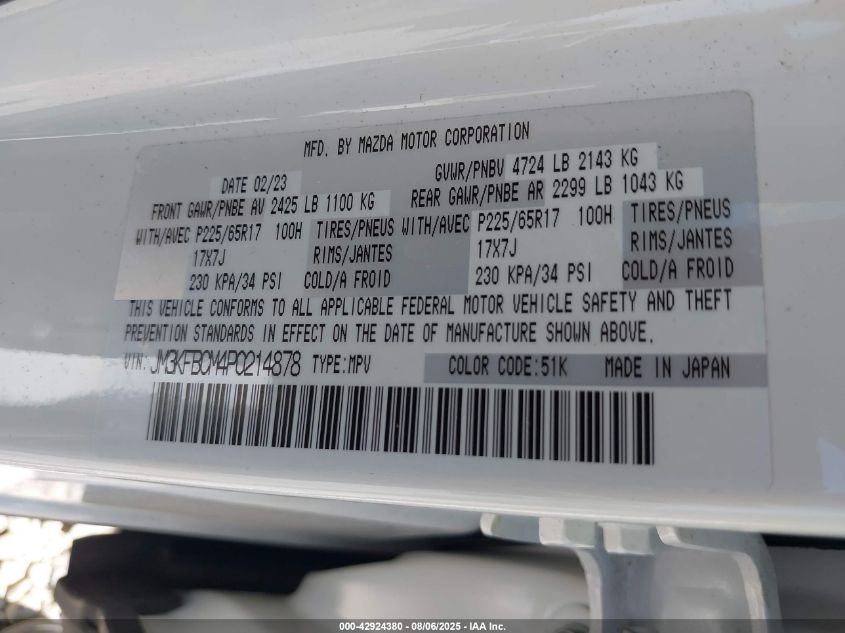 MFD. BY MAZDA MOTOR CORPORATION
DATE 02/23 GVWR/PNBV 4724 LB 2143 KG
FRONT GAWR/PNBE AV 2425 LB 1100 KG REAR GAWR/PNBE AR 2299 LB 1043 KG
WITH/AVEC P225/65R17 100H TIRES/PNEUS WITH/AVEC P225/65R17 100H TIRES/PNEUS
17X7J RIMS/JANTES 17X7J RIMS/JANTES
230 KPA/34 PSI COLD/A FROID 230 KPA/34 PSI COLD/A FROID
THIS VEHICLE CONFORMS TO ALL APPLICABLE FEDERAL MOTOR VEHICLE SAFETY AND THEFT
PREVENTION STANDARDS IN EFFECT ON THE DATE OF MANUFACTURE SHOWN ABOVE.
VIN: JM3KFBCM4P0214878 TYPE:MPV COLOR CODE:51K MADE IN JAPAN
000-42924380 - 08/06/2025 - IAA Inc.